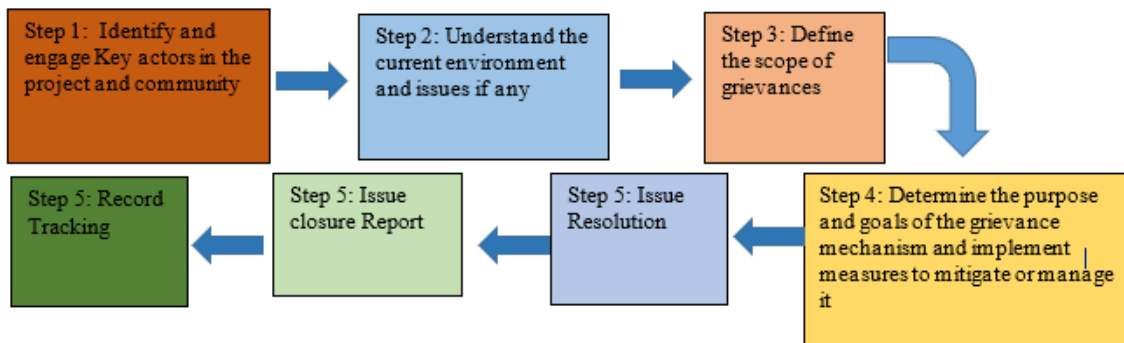 Step 1:  Identify and
engage Key actors in the
project and community
Step 2: Understand the
current environment
and issues if any
Step 3: Define
the scope of
grievances
Step 4: Determine the purpose
and goals of the grievance
mechanism and implement
measures to mitigate or manage
it
Step 5: Issue
Resolution
Step 5: Issue
closure Report
Step 5: Record
Tracking